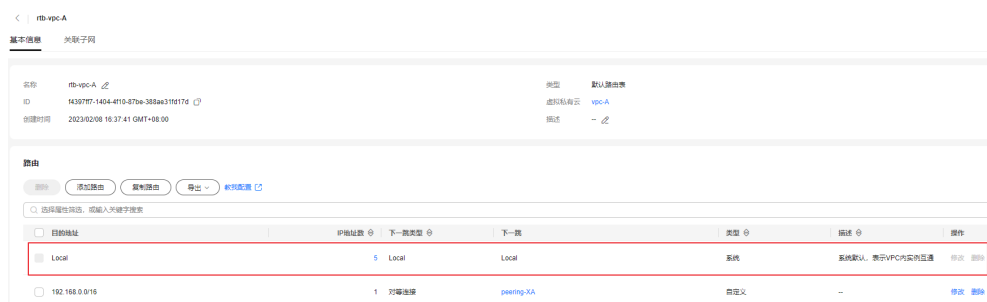 rtb-vpc-A
基本信息 关联子网
名称 rtb-vpc-A 类型 默认路由表
ID f4397ff7-1404-4f10-87be-388ae31fd17d 虚拟私有云 vpc-A
创建时间 2023/02/08 16:37:41 GMT+08:00 描述 --
路由
删除 添加路由 复制路由 导出 教我配置
选择属性筛选，或输入关键字搜索
目的地址 IP地址数 下一跳类型 下一跳 类型 描述 操作
Local 5 Local Local 系统 系统默认，表示VPC内实例互通 修改 删除
192.168.0.0/16 1 对等连接 peering-XA 自定义 -- 修改 删除